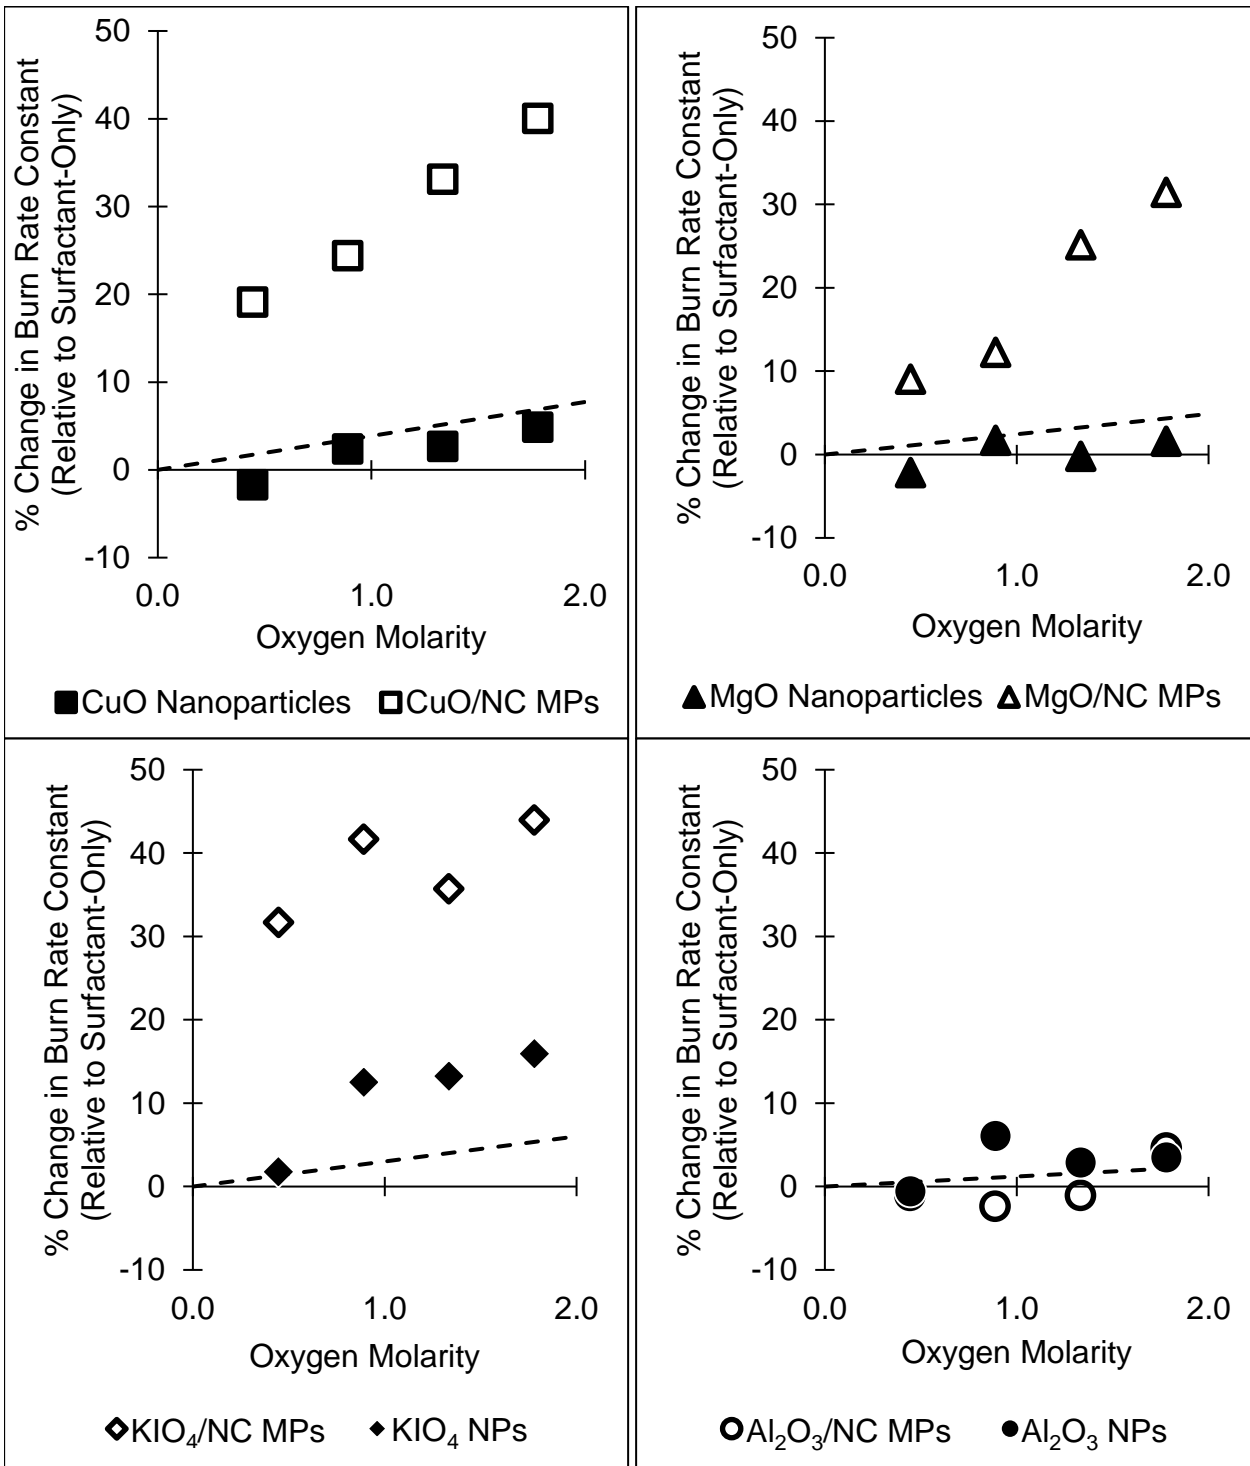 % Change in Burn Rate Constant
(Relative to Surfactant-Only)
50
40
30
20
10
0
-10
0.0 1.0 2.0
Oxygen Molarity
CuO Nanoparticles CuO/NC MPs
% Change in Burn Rate Constant
(Relative to Surfactant-Only)
50
40
30
20
10
0
-10
0.0 1.0 2.0
Oxygen Molarity
MgO Nanoparticles MgO/NC MPs
% Change in Burn Rate Constant
(Relative to Surfactant-Only)
50
40
30
20
10
0
-10
0.0 1.0 2.0
Oxygen Molarity
KIO₄/NC MPs KIO₄ NPs
% Change in Burn Rate Constant
(Relative to Surfactant-Only)
50
40
30
20
10
0
-10
0.0 1.0 2.0
Oxygen Molarity
Al₂O₃/NC MPs Al₂O₃ NPs